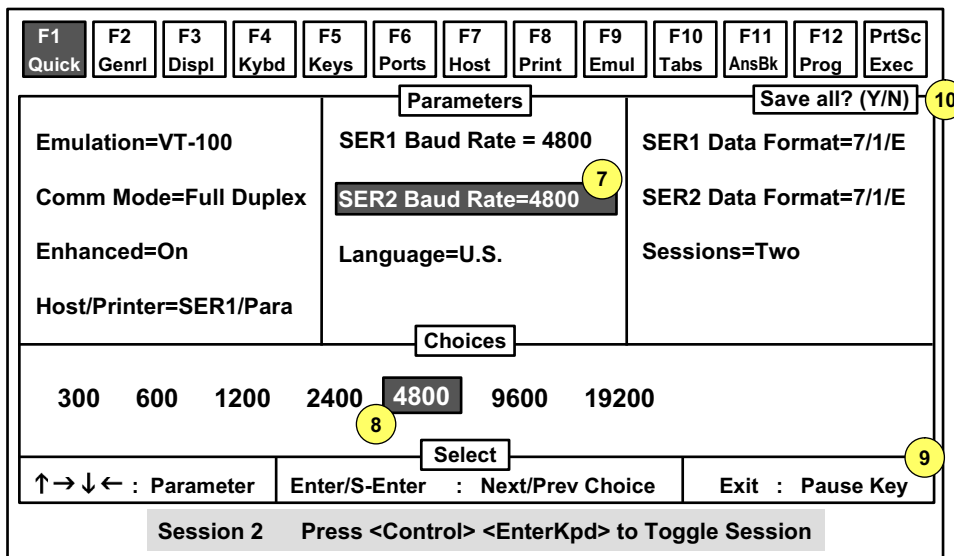 F1 F2 F3 F4 F5 F6 F7 F8 F9 F10 F11 F12 PrtSc
Quick Genrl Displ Kybd Keys Ports Host Print Emul Tabs AnsBk Prog Exec
Parameters Save all? (Y/N) 10
Emulation=VT-100 SER1 Baud Rate = 4800 SER1 Data Format=7/1/E
7
Comm Mode=Full Duplex SER2 Baud Rate=4800 SER2 Data Format=7/1/E
Enhanced=On Language=U.S. Sessions=Two
Host/Printer=SER1/Para
Choices
300 600 1200 2400 4800 9600 19200
8
Select 9
↑→↓← : Parameter Enter/S-Enter : Next/Prev Choice Exit : Pause Key
Session 2 Press <Control> <EnterKpd> to Toggle Session